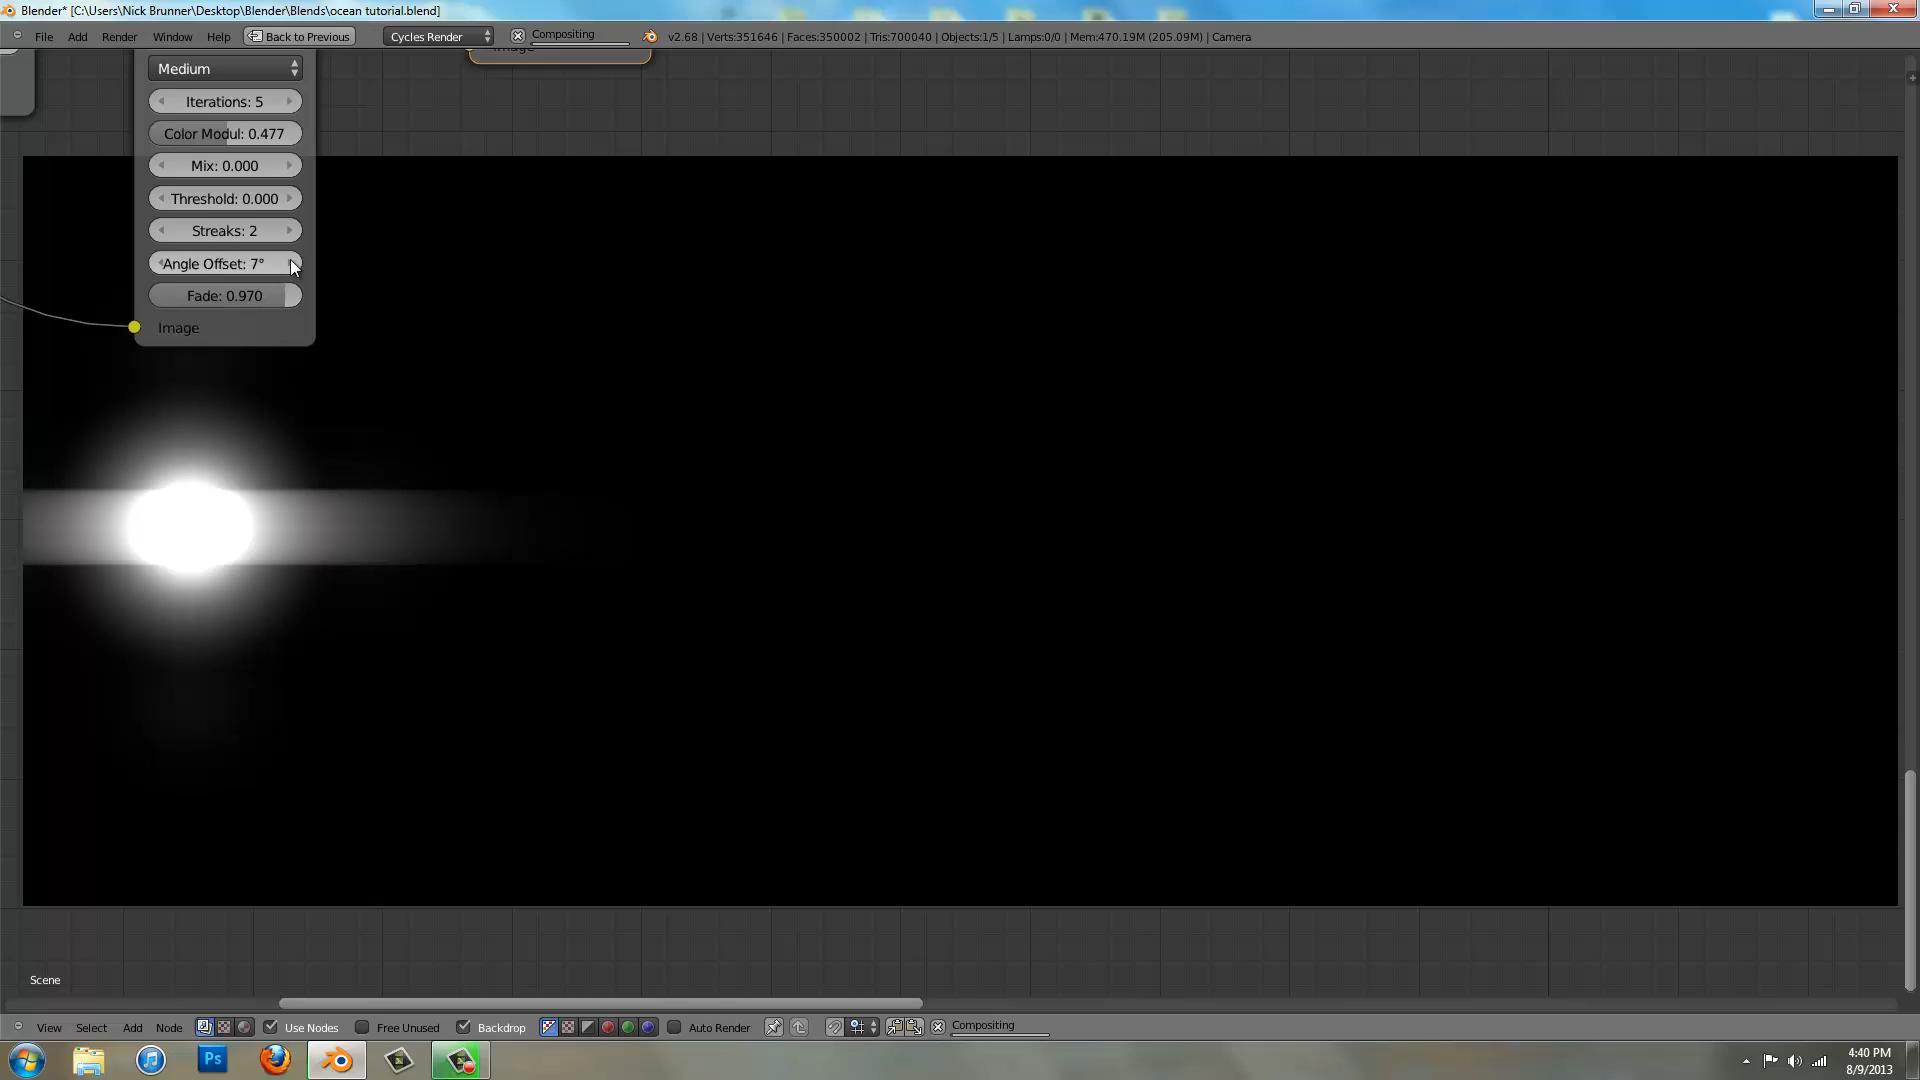 Blender* [C:\Users\Nick Brunner\Desktop\Blender\Blends\ocean tutorial.blend]
File Add Render Window Help Back to Previous Cycles Render Compositing v2.68 | Verts:351646 | Faces:350002 | Tris:700040 | Objects:1/5 | Lamps:0/0 | Mem:470.19M (205.09M) | Camera
Image
Medium
Iterations: 5
Color Modul: 0.477
Mix: 0.000
Threshold: 0.000
Streaks: 2
Angle Offset: 7°
Fade: 0.970
Image
Scene
View Select Add Node Use Nodes Free Unused Backdrop Auto Render Compositing
Ps
4:40 PM
8/9/2013